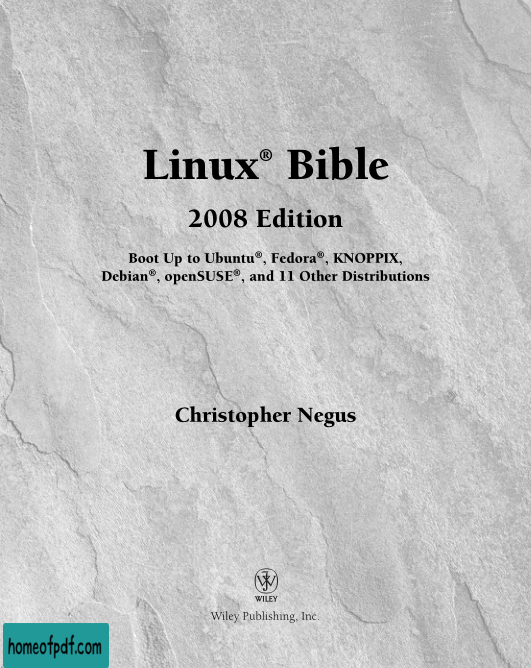 Linux® Bible
2008 Edition
Boot Up to Ubuntu®, Fedora®, KNOPPIX,
Debian®, openSUSE®, and 11 Other Distributions
Christopher Negus
WILEY
Wiley Publishing, Inc.
homeofpdf.com